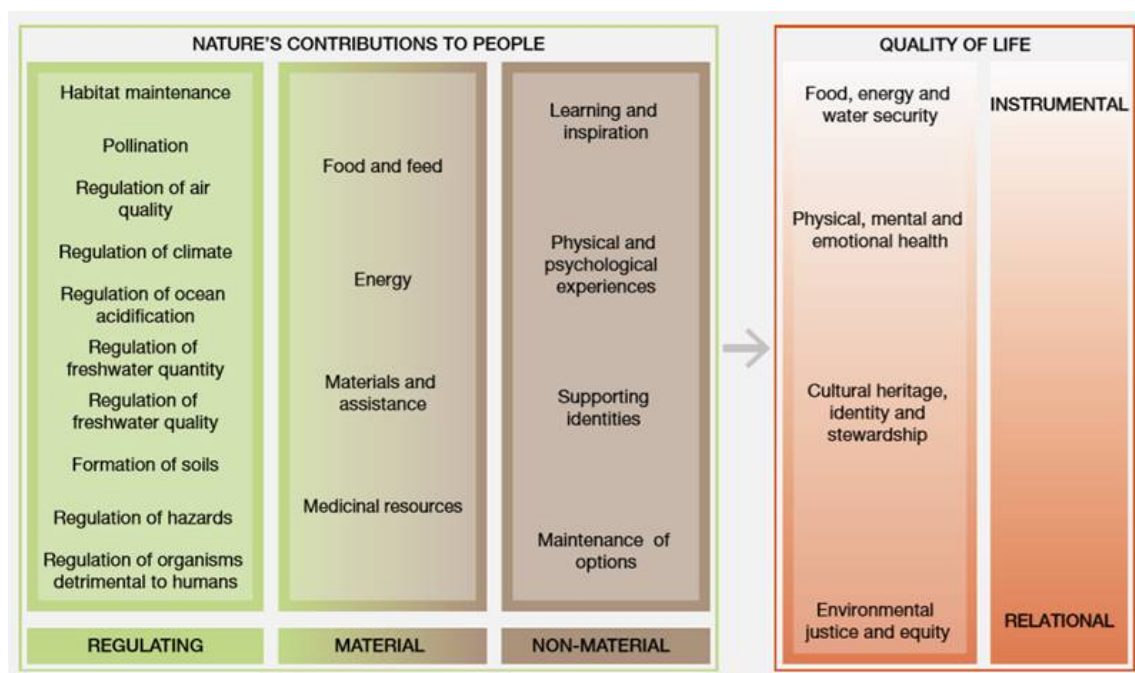 NATURE'S CONTRIBUTIONS TO PEOPLE
Habitat maintenance
Pollination
Regulation of air
quality
Regulation of climate
Regulation of ocean
acidification
Regulation of
freshwater quantity
Regulation of
freshwater quality
Formation of soils
Regulation of hazards
Regulation of organisms
detrimental to humans
REGULATING
Food and feed
Energy
Materials and
assistance
Medicinal resources
MATERIAL
Learning and
inspiration
Physical and
psychological
experiences
Supporting
identities
Maintenance of
options
NON-MATERIAL
QUALITY OF LIFE
Food, energy and
water security
Physical, mental and
emotional health
Cultural heritage,
identity and
stewardship
Environmental
justice and equity
INSTRUMENTAL
RELATIONAL